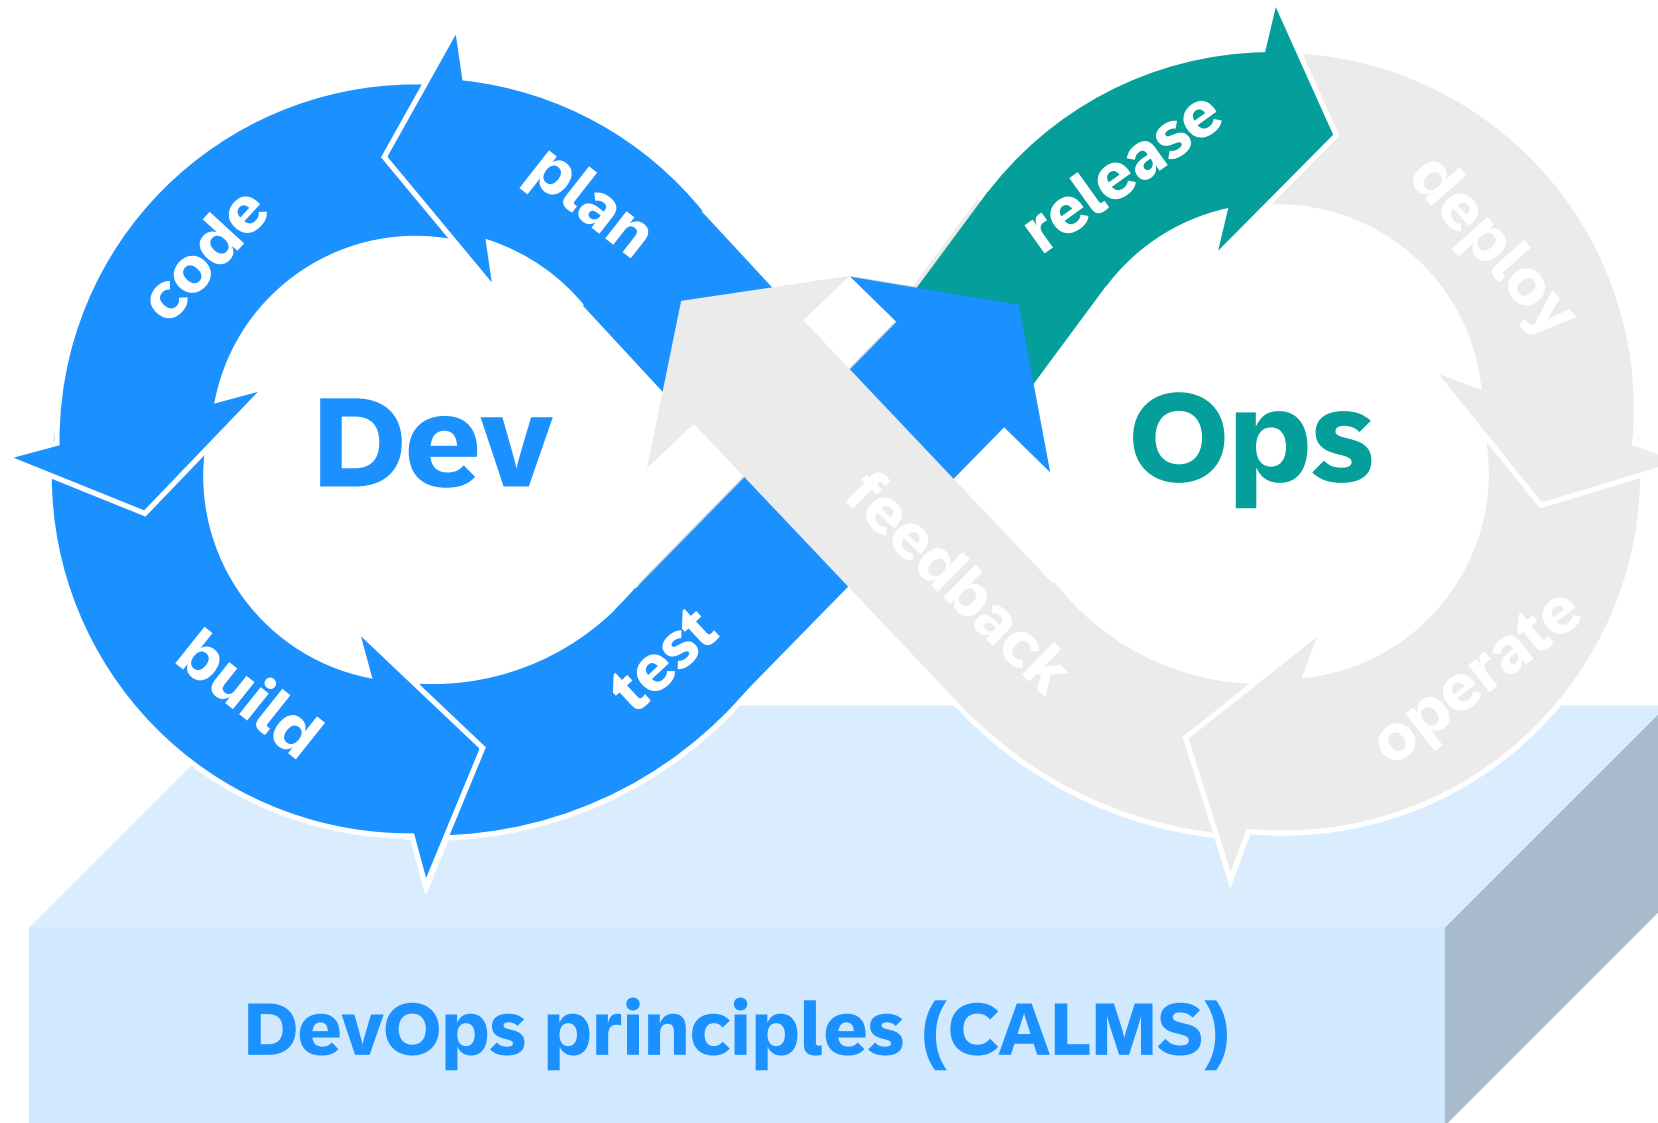 plan
code
build
test
release
deploy
operate
feedback
Dev
Ops
DevOps principles (CALMS)